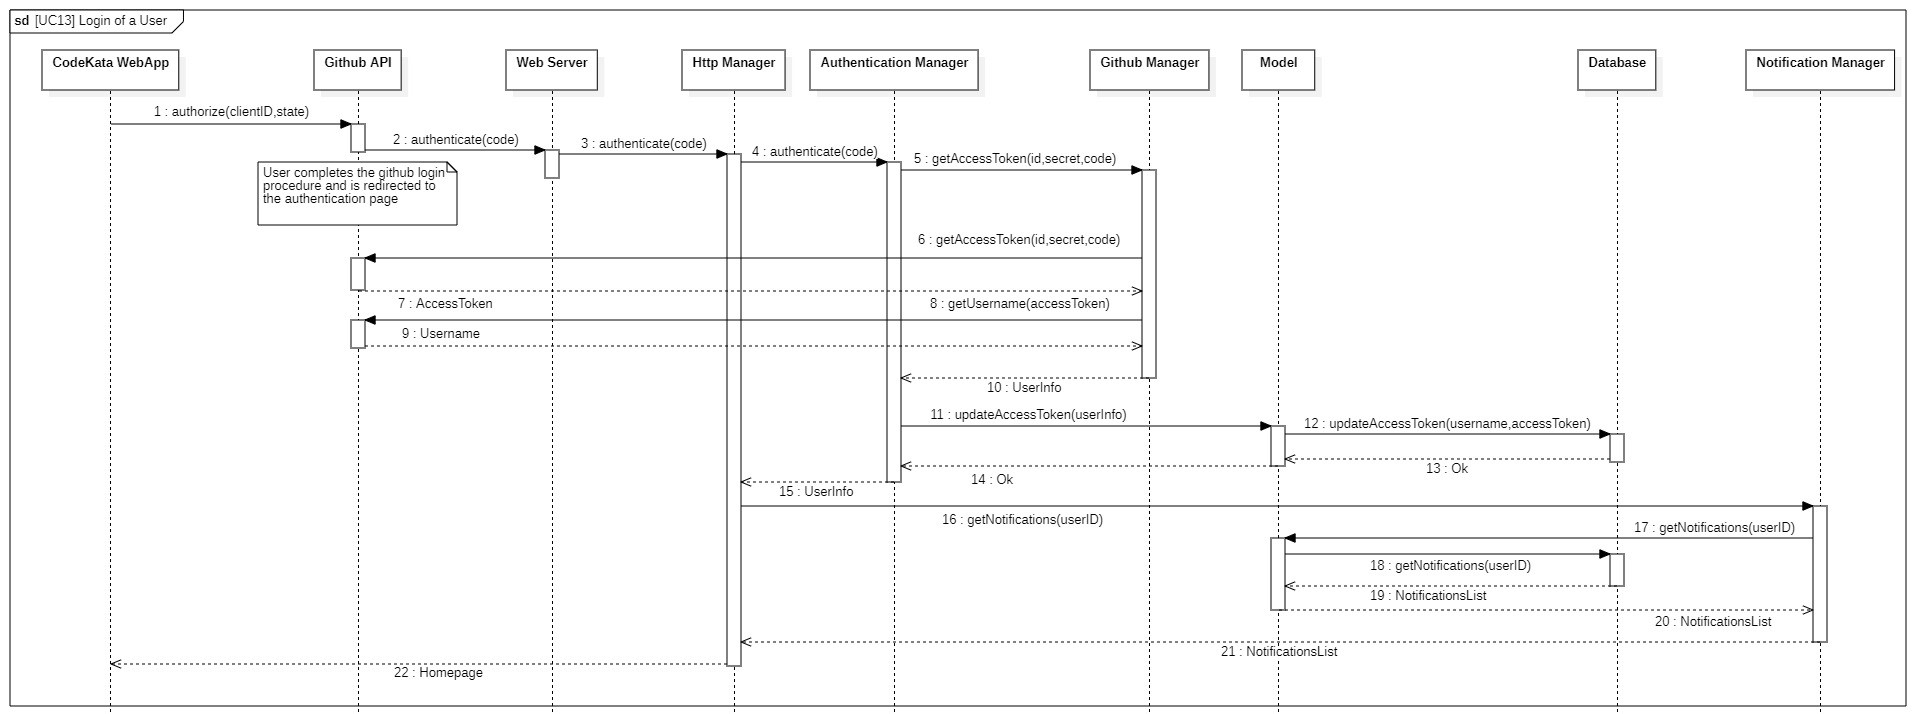 sd [UC13] Login of a User
CodeKata WebApp
Github API
Web Server
Http Manager
Authentication Manager
Github Manager
Model
Database
Notification Manager
1 : authorize(clientID,state)
2 : authenticate(code)
3 : authenticate(code)
4 : authenticate(code)
5 : getAccessToken(id,secret,code)
User completes the github login
procedure and is redirected to
the authentication page
6 : getAccessToken(id,secret,code)
7 : AccessToken
8 : getUsername(accessToken)
9 : Username
10 : UserInfo
11 : updateAccessToken(userInfo)
12 : updateAccessToken(username,accessToken)
13 : Ok
14 : Ok
15 : UserInfo
16 : getNotifications(userID)
17 : getNotifications(userID)
18 : getNotifications(userID)
19 : NotificationsList
20 : NotificationsList
21 : NotificationsList
22 : Homepage